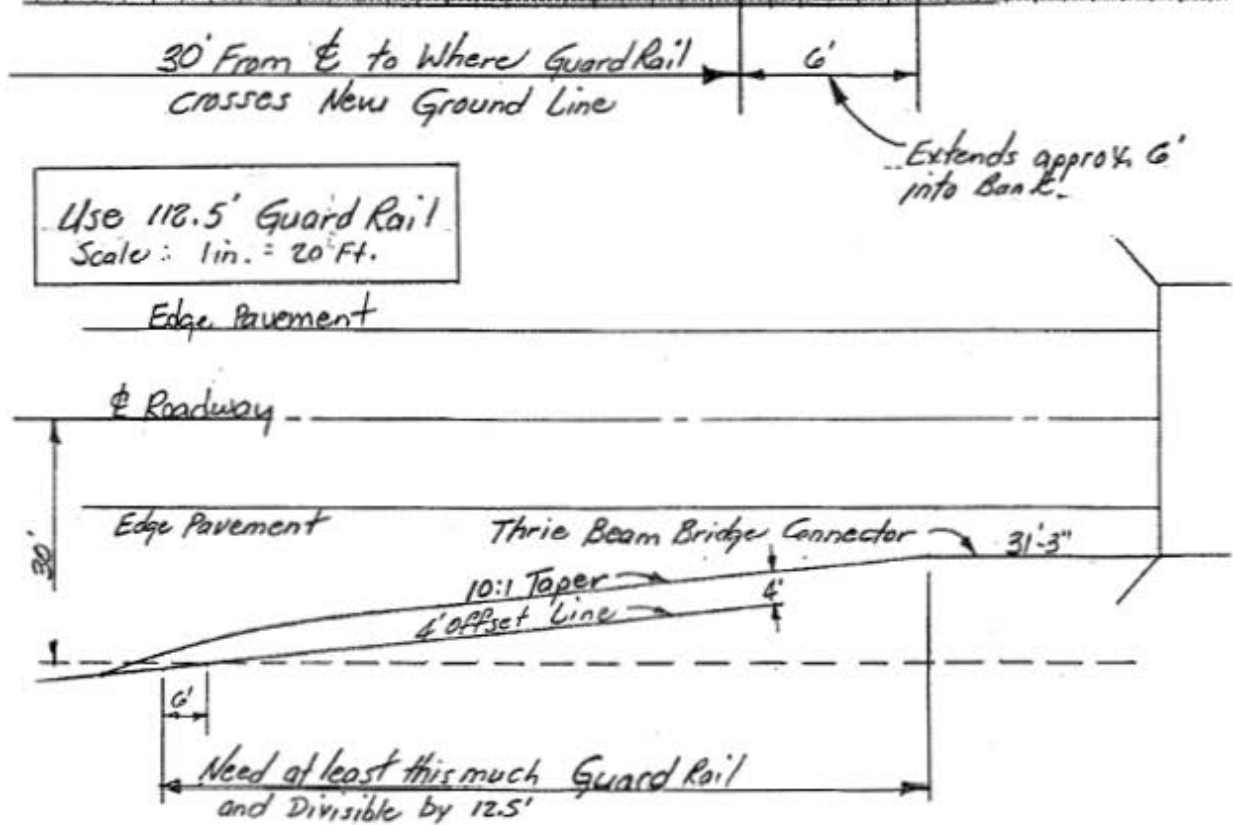 30' From ℄ to Where Guard Rail
crosses New Ground Line
6'
Extends approx. 6'
into Bank.
Use 112.5' Guard Rail
Scale: 1in. = 20 Ft.
Edge Pavement
℄ Roadway
30'
Edge Pavement
Thrie Beam Bridge Connector
31'-3"
10:1 Taper
4'
4' Offset Line
6'
Need at least this much Guard Rail
and Divisible by 12.5'